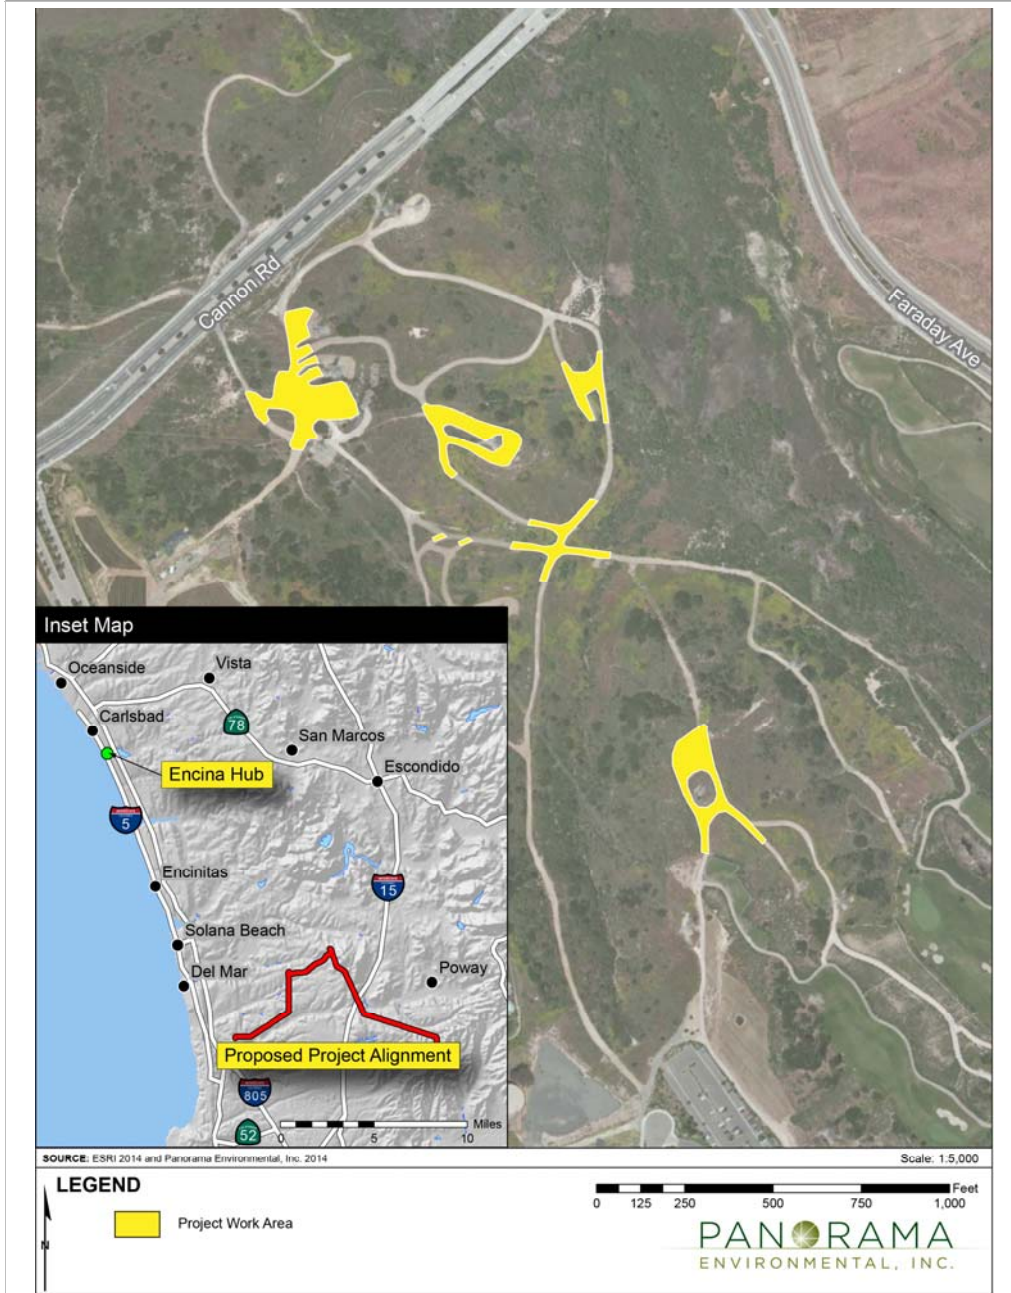 Cannon Rd
Faraday Ave
Inset Map
Oceanside
Vista
Carlsbad
78
San Marcos
Escondido
Encina Hub
5
Encinitas
15
Solana Beach
Del Mar
Poway
Proposed Project Alignment
805
52
0 5 10 Miles
SOURCE: ESRI 2014 and Panorama Environmental, Inc. 2014
Scale: 1:5,000
LEGEND
Project Work Area
N
Feet
0 125 250 500 750 1,000
PANORAMA
ENVIRONMENTAL, INC.